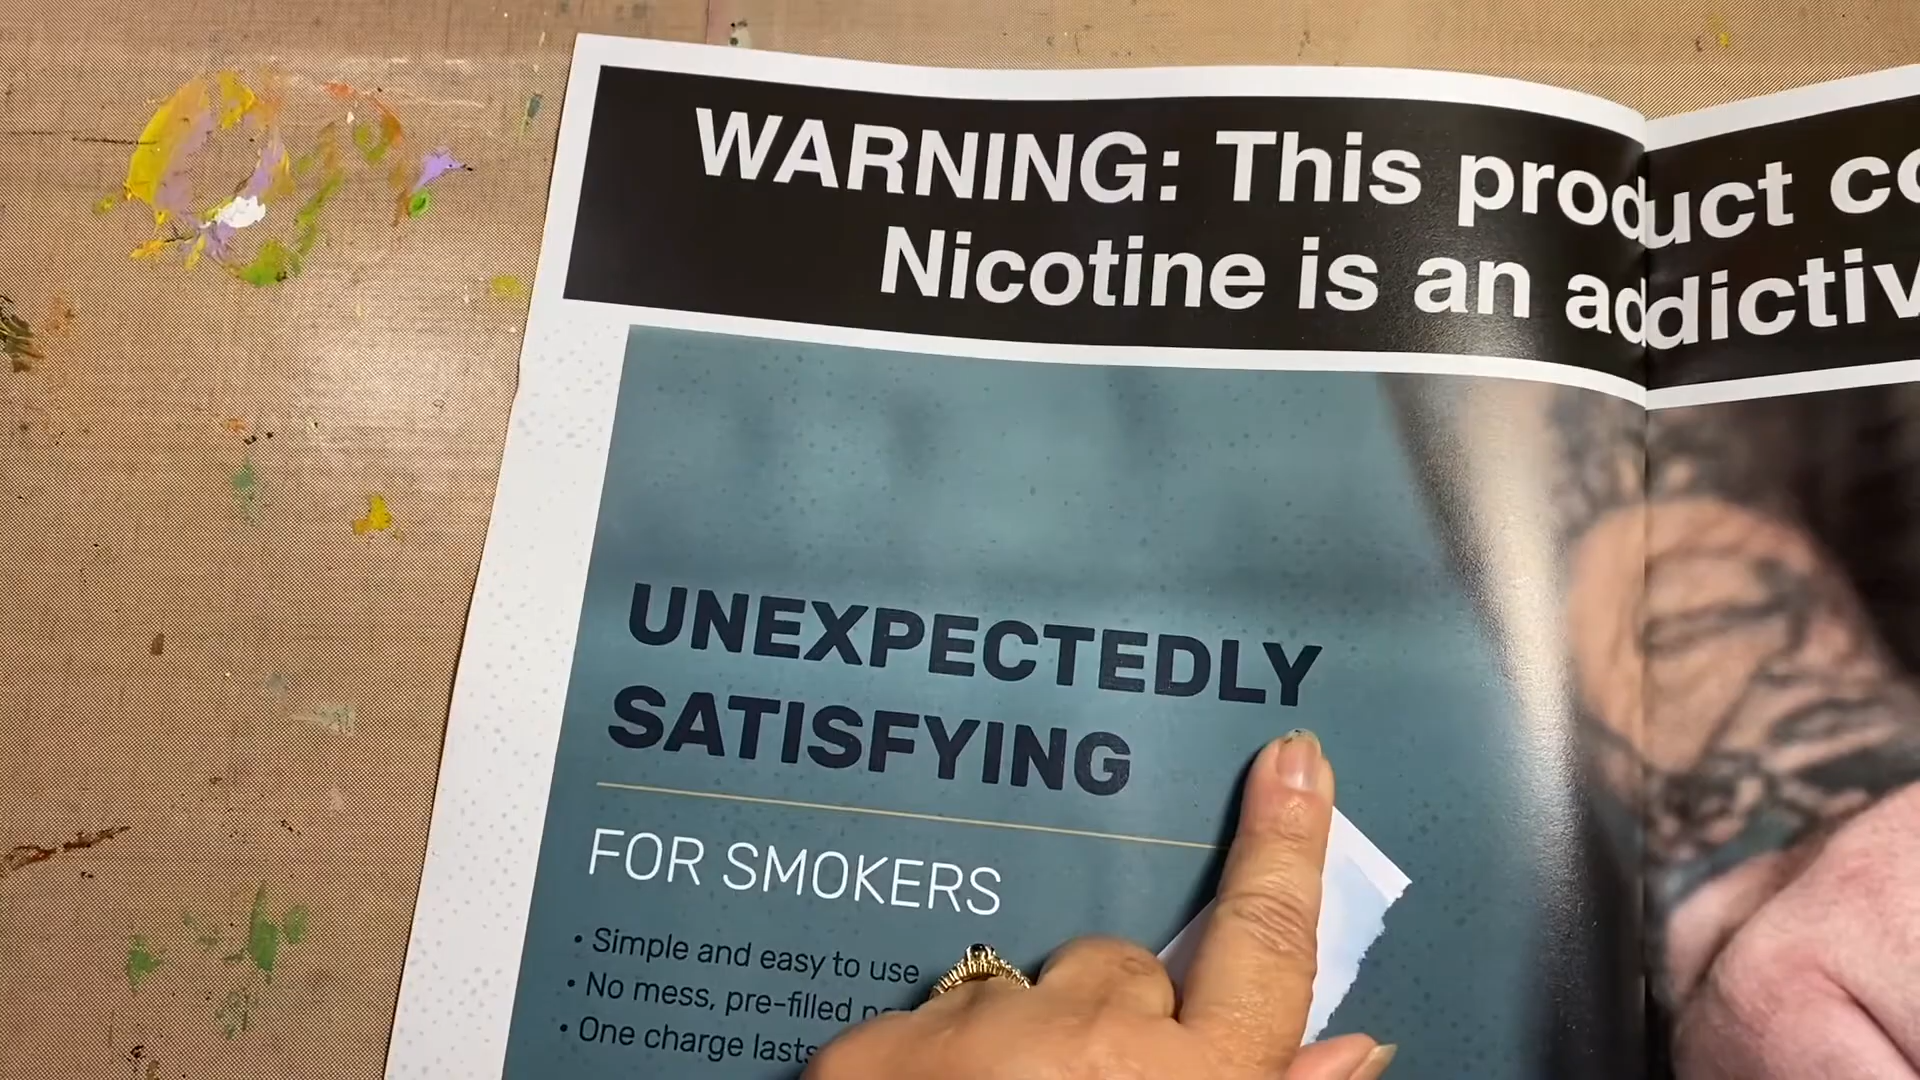 WARNING: This product
Nicotine is an
UNEXPECTEDLY
SATISFYING
FOR SMOKERS
• Simple and easy to use
• No mess, pre-filled
• One charge lasts